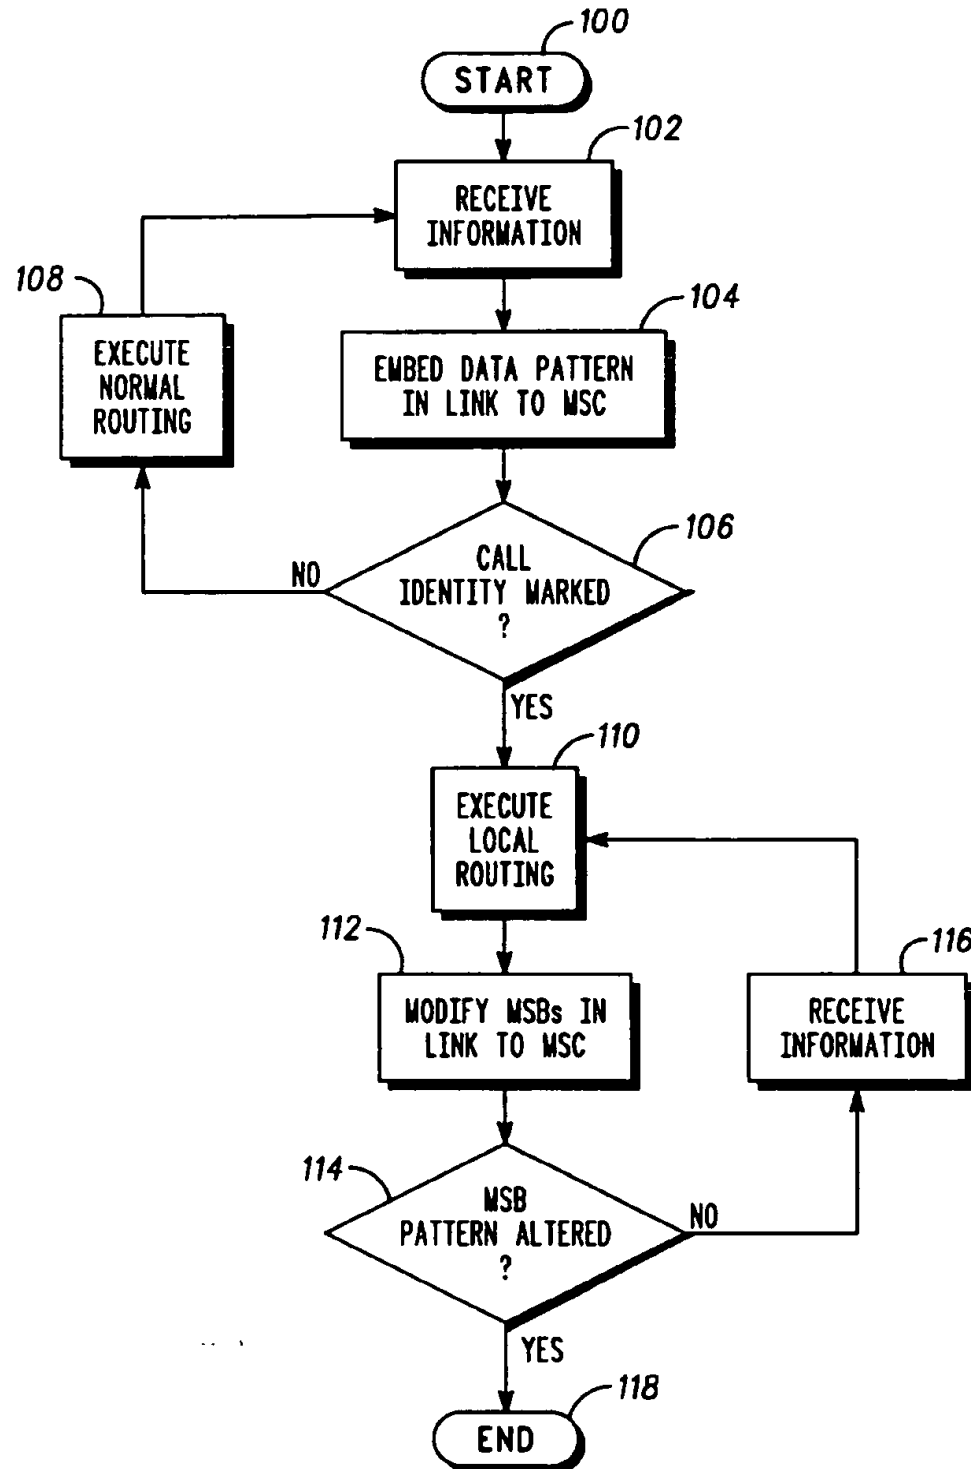 100
START
102
RECEIVE
INFORMATION
108
104
EXECUTE
NORMAL
ROUTING
EMBED DATA PATTERN
IN LINK TO MSC
106
CALL
IDENTITY MARKED
?
NO
YES
110
EXECUTE
LOCAL
ROUTING
112
MODIFY MSBs IN
LINK TO MSC
116
RECEIVE
INFORMATION
114
MSB
PATTERN ALTERED
?
NO
YES
118
END